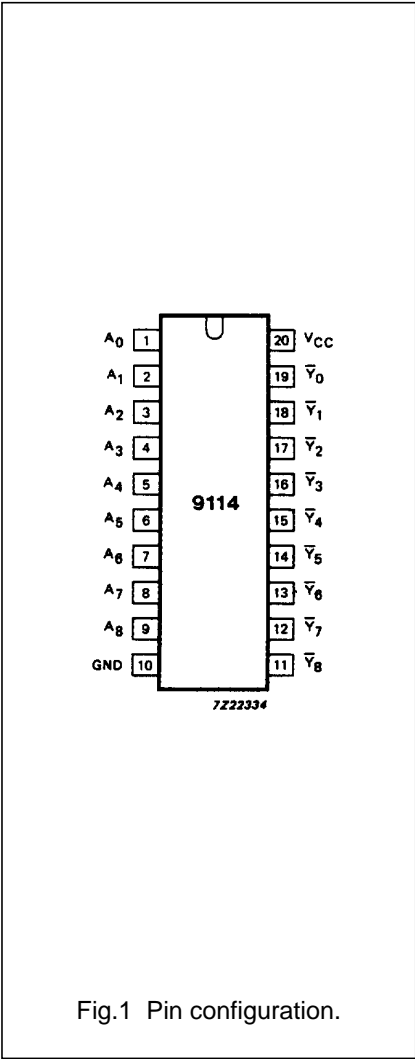 A0 1 20 VCC
A1 2 19 Y̅0
A2 3 18 Y̅1
A3 4 17 Y̅2
A4 5 16 Y̅3
9114
A5 6 15 Y̅4
A6 7 14 Y̅5
A7 8 13 Y̅6
A8 9 12 Y̅7
GND 10 11 Y̅8
7Z22334
Fig.1 Pin configuration.